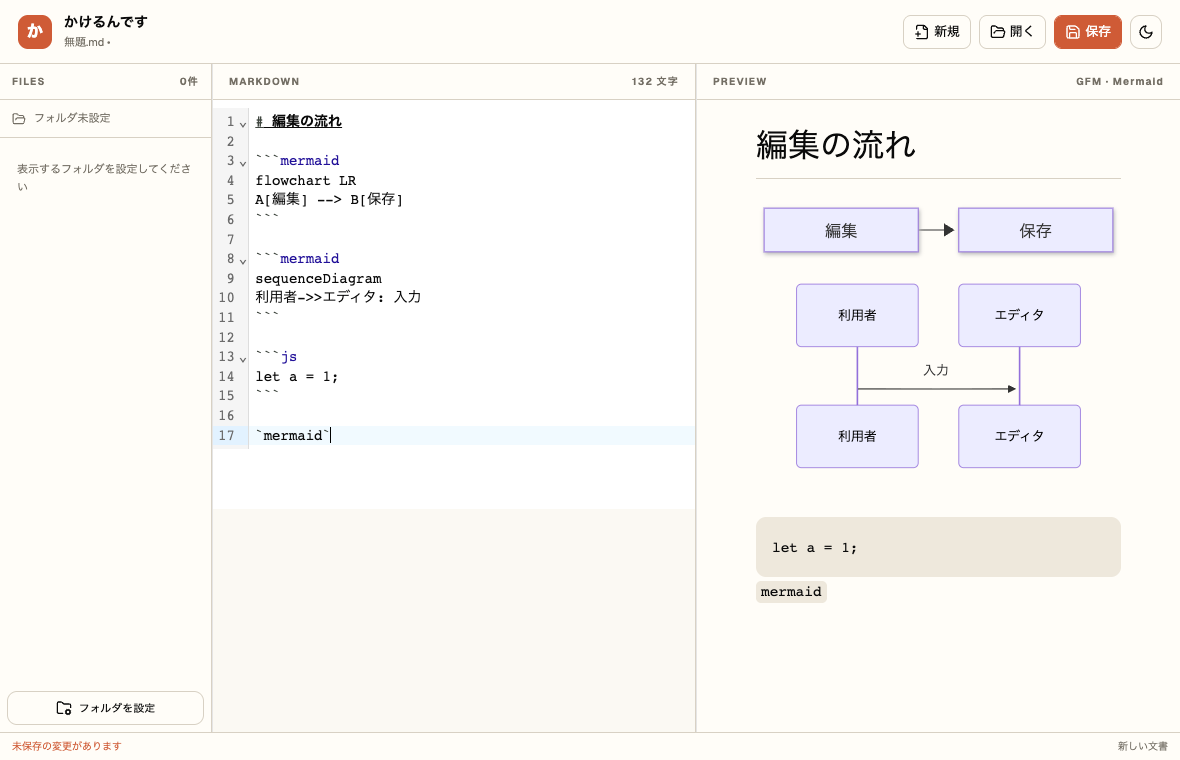 か
かけるんです
無題.md •
新規
開く
保存
FILES
0件
フォルダ未設定
表示するフォルダを設定してください
フォルダを設定
MARKDOWN
132 文字
1 # 編集の流れ
2
3 ```mermaid
4 flowchart LR
5 A[編集] --> B[保存]
6 ```
7
8 ```mermaid
9 sequenceDiagram
10 利用者->>エディタ: 入力
11 ```
12
13 ```js
14 let a = 1;
15 ```
16
17 `mermaid`
PREVIEW
GFM · Mermaid
編集の流れ
編集
保存
利用者
エディタ
入力
利用者
エディタ
let a = 1;
mermaid
未保存の変更があります
新しい文書